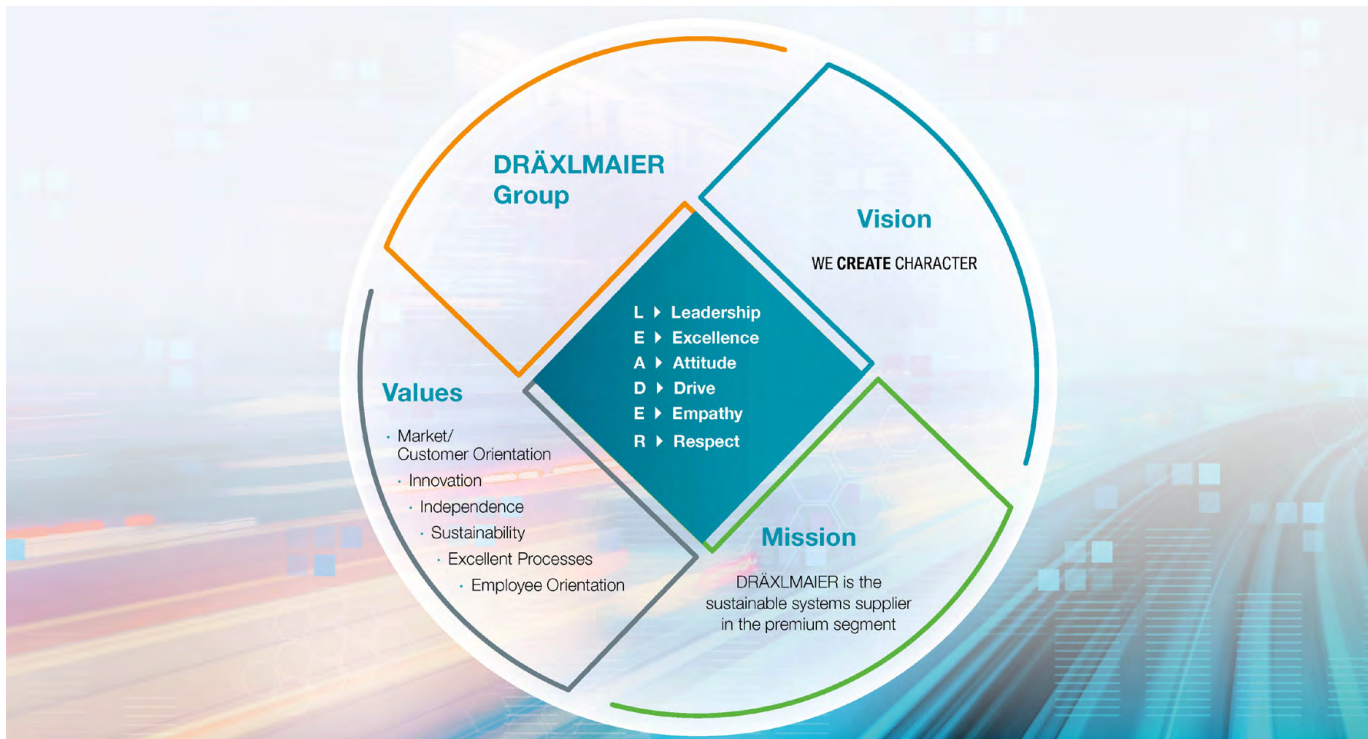 DRÄXLMAIER
Group
Vision
WE CREATE CHARACTER
L ▸ Leadership
E ▸ Excellence
A ▸ Attitude
D ▸ Drive
E ▸ Empathy
R ▸ Respect
Values
· Market/
Customer Orientation
· Innovation
· Independence
· Sustainability
· Excellent Processes
· Employee Orientation
Mission
DRÄXLMAIER is the
sustainable systems supplier
in the premium segment